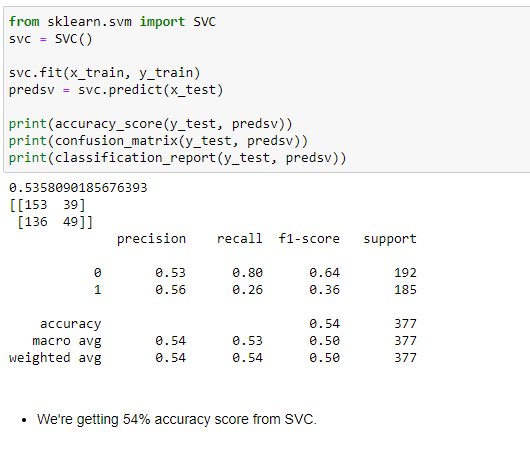 from sklearn.svm import SVC
svc = SVC()

svc.fit(x_train, y_train)
predsv = svc.predict(x_test)

print(accuracy_score(y_test, predsv))
print(confusion_matrix(y_test, predsv))
print(classification_report(y_test, predsv))
0.5358090185676393
[[153  39]
 [136  49]]
              precision    recall  f1-score   support

           0       0.53      0.80      0.64       192
           1       0.56      0.26      0.36       185

    accuracy                           0.54       377
   macro avg       0.54      0.53      0.50       377
weighted avg       0.54      0.54      0.50       377

• We're getting 54% accuracy score from SVC.